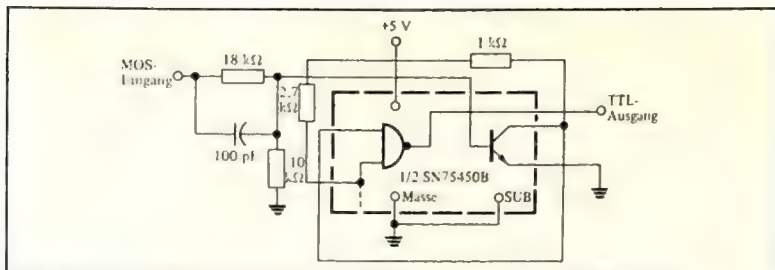 +5 V
MOS-
Eingang
18 kΩ
1 kΩ
2,7
kΩ
TTL-
Ausgang
100 pf
10
kΩ
1/2 SN75450B
Masse
SUB